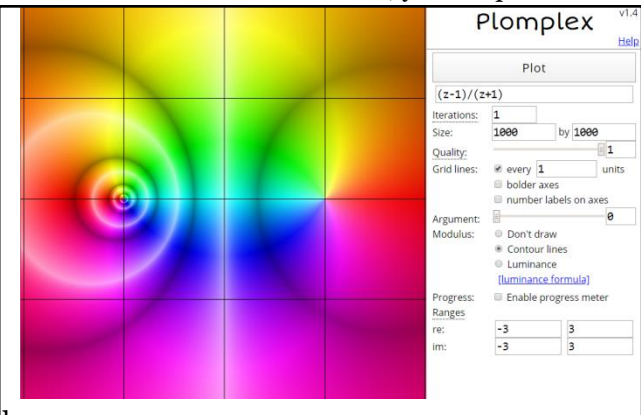 Plomplex
v1.4
Help
Plot
(z-1)/(z+1)
Iterations: 1
Size: 1000 by 1000
Quality: 1
Grid lines: every 1 units
bolder axes
number labels on axes
Argument: 0
Modulus: Don't draw
Contour lines
Luminance
[luminance formula]
Progress: Enable progress meter
Ranges
re: -3 3
im: -3 3